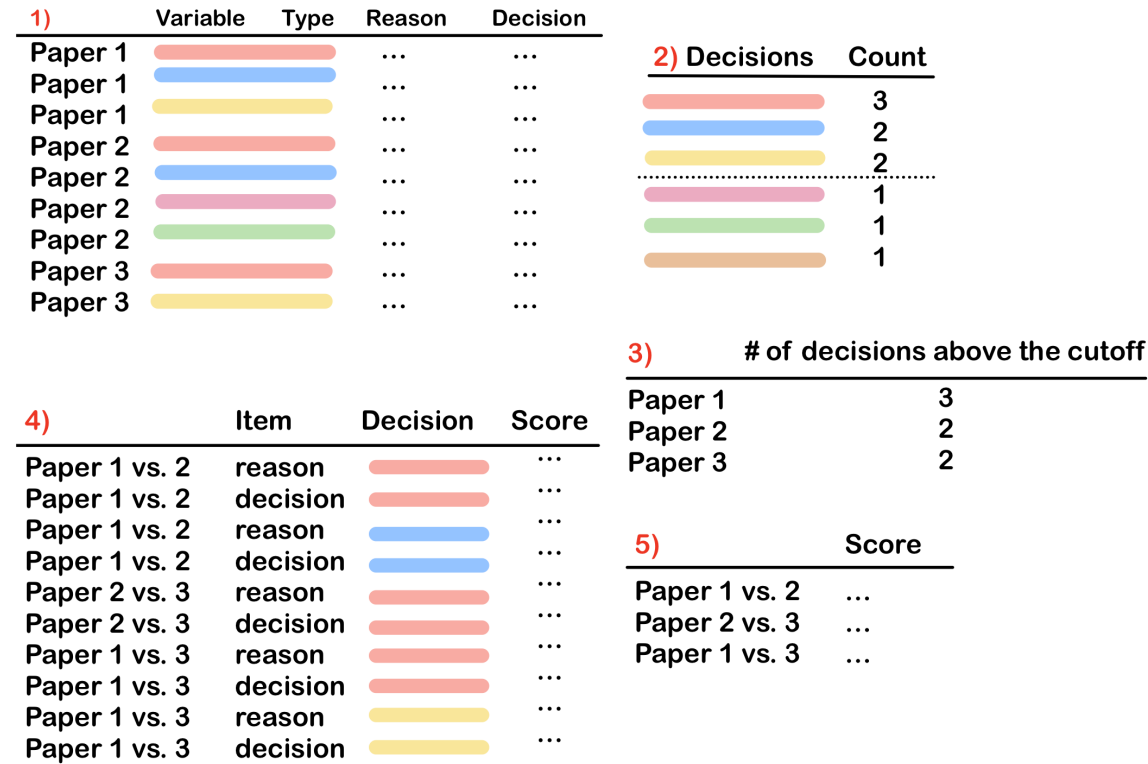 1) Variable Type Reason Decision
Paper 1 ... ...
Paper 1 ... ...
Paper 1 ... ...
Paper 2 ... ...
Paper 2 ... ...
Paper 2 ... ...
Paper 2 ... ...
Paper 3 ... ...
Paper 3 ... ...
2) Decisions Count
3
2
2
1
1
1
3) # of decisions above the cutoff
Paper 1 3
Paper 2 2
Paper 3 2
4) Item Decision Score
Paper 1 vs. 2 reason ...
Paper 1 vs. 2 decision ...
Paper 1 vs. 2 reason ...
Paper 1 vs. 2 decision ...
Paper 2 vs. 3 reason ...
Paper 2 vs. 3 decision ...
Paper 1 vs. 3 reason ...
Paper 1 vs. 3 decision ...
Paper 1 vs. 3 reason ...
Paper 1 vs. 3 decision ...
5) Score
Paper 1 vs. 2 ...
Paper 2 vs. 3 ...
Paper 1 vs. 3 ...